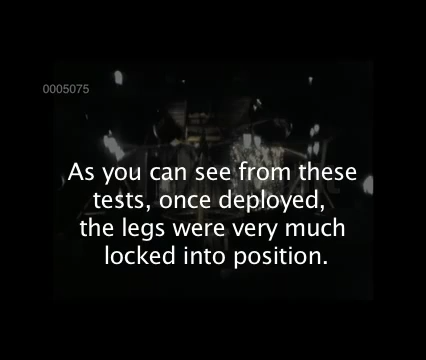 0005075
As you can see from these
tests, once deployed,
the legs were very much
locked into position.